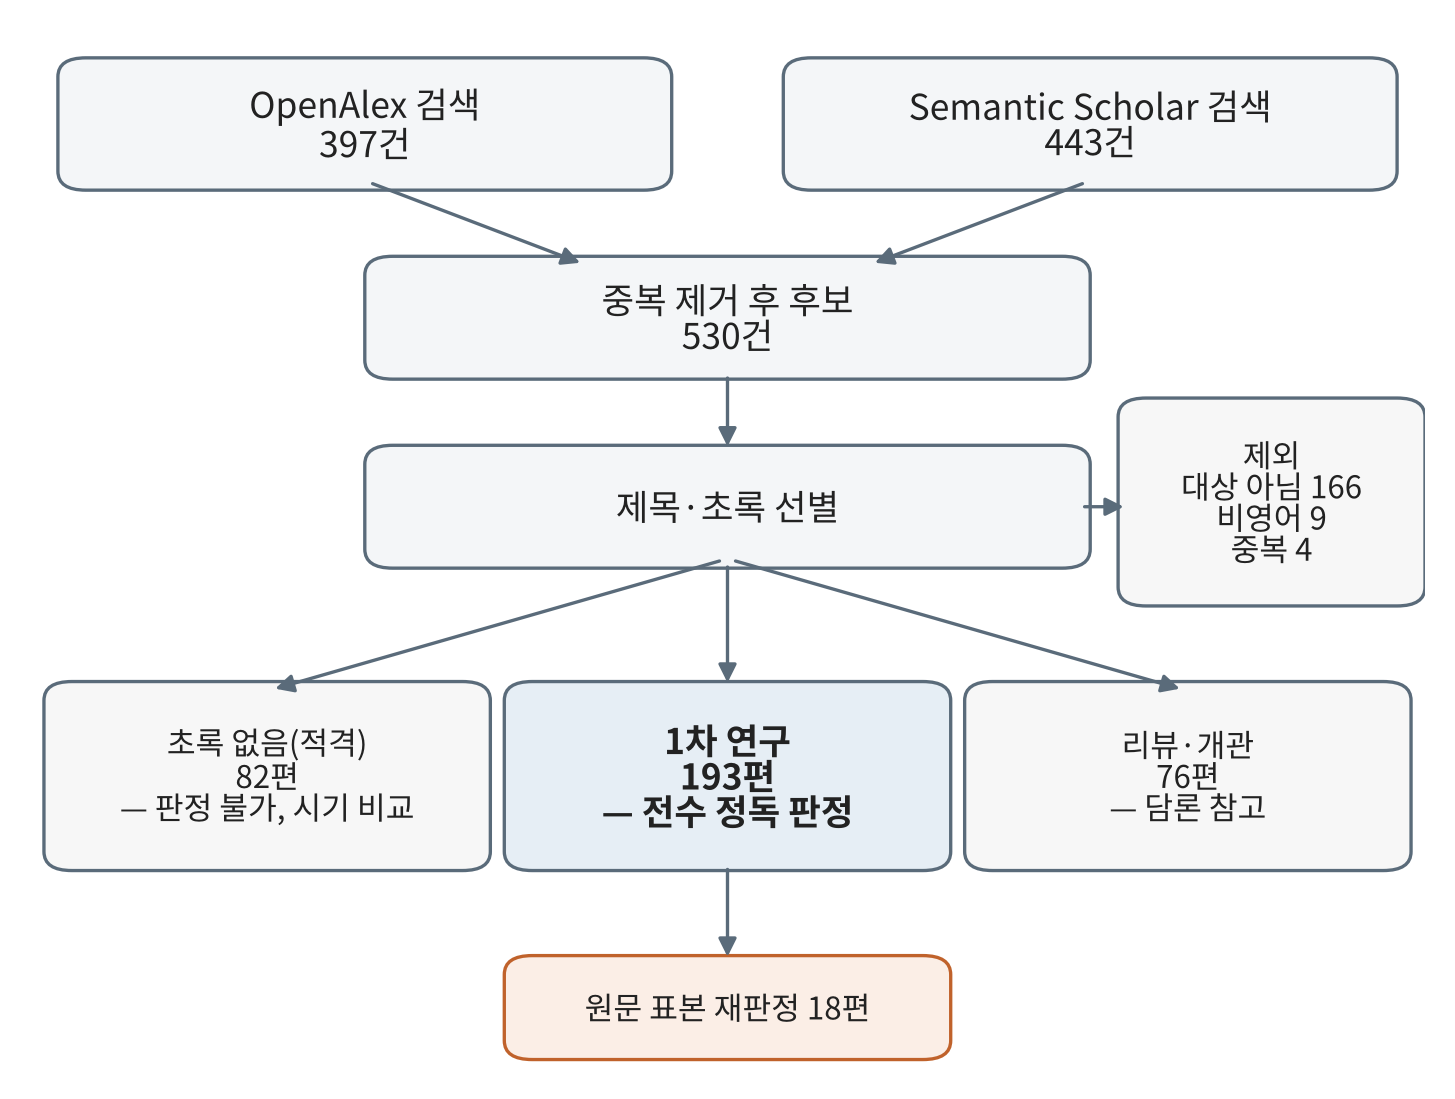 OpenAlex 검색
397건
Semantic Scholar 검색
443건
중복 제거 후 후보
530건
제목·초록 선별
제외
대상 아님 166
비영어 9
중복 4
초록 없음(적격)
82편
— 판정 불가, 시기 비교
1차 연구
193편
— 전수 정독 판정
리뷰·개관
76편
— 담론 참고
원문 표본 재판정 18편